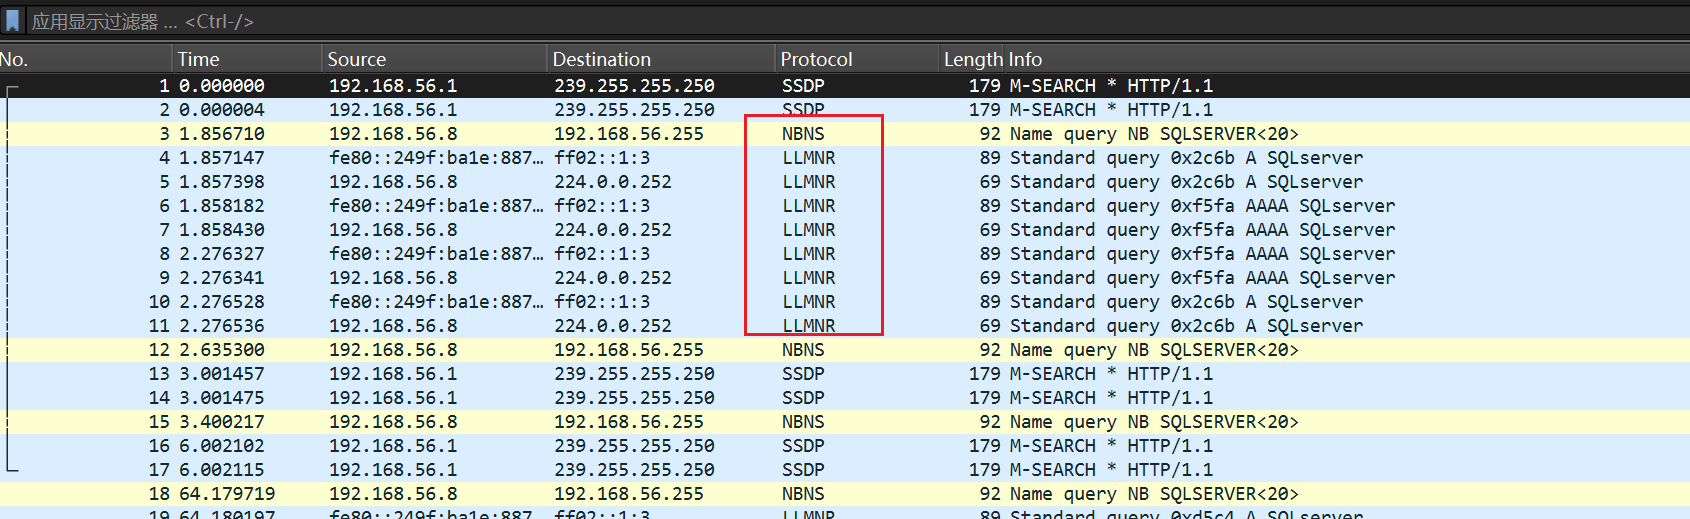 应用显示过滤器 … <Ctrl-/>
No. Time Source Destination Protocol Length Info
1 0.000000 192.168.56.1 239.255.255.250 SSDP 179 M-SEARCH * HTTP/1.1
2 0.000004 192.168.56.1 239.255.255.250 SSDP 179 M-SEARCH * HTTP/1.1
3 1.856710 192.168.56.8 192.168.56.255 NBNS 92 Name query NB SQLSERVER<20>
4 1.857147 fe80::249f:ba1e:887… ff02::1:3 LLMNR 89 Standard query 0x2c6b A SQLserver
5 1.857398 192.168.56.8 224.0.0.252 LLMNR 69 Standard query 0x2c6b A SQLserver
6 1.858182 fe80::249f:ba1e:887… ff02::1:3 LLMNR 89 Standard query 0xf5fa AAAA SQLserver
7 1.858430 192.168.56.8 224.0.0.252 LLMNR 69 Standard query 0xf5fa AAAA SQLserver
8 2.276327 fe80::249f:ba1e:887… ff02::1:3 LLMNR 89 Standard query 0xf5fa AAAA SQLserver
9 2.276341 192.168.56.8 224.0.0.252 LLMNR 69 Standard query 0xf5fa AAAA SQLserver
10 2.276528 fe80::249f:ba1e:887… ff02::1:3 LLMNR 89 Standard query 0x2c6b A SQLserver
11 2.276536 192.168.56.8 224.0.0.252 LLMNR 69 Standard query 0x2c6b A SQLserver
12 2.635300 192.168.56.8 192.168.56.255 NBNS 92 Name query NB SQLSERVER<20>
13 3.001457 192.168.56.1 239.255.255.250 SSDP 179 M-SEARCH * HTTP/1.1
14 3.001475 192.168.56.1 239.255.255.250 SSDP 179 M-SEARCH * HTTP/1.1
15 3.400217 192.168.56.8 192.168.56.255 NBNS 92 Name query NB SQLSERVER<20>
16 6.002102 192.168.56.1 239.255.255.250 SSDP 179 M-SEARCH * HTTP/1.1
17 6.002115 192.168.56.1 239.255.255.250 SSDP 179 M-SEARCH * HTTP/1.1
18 64.179719 192.168.56.8 192.168.56.255 NBNS 92 Name query NB SQLSERVER<20>
19 64.180197 fe80::249f:ba1e:887… ff02::1:3 LLMNR 89 Standard query 0xd5c4 A SQLserver